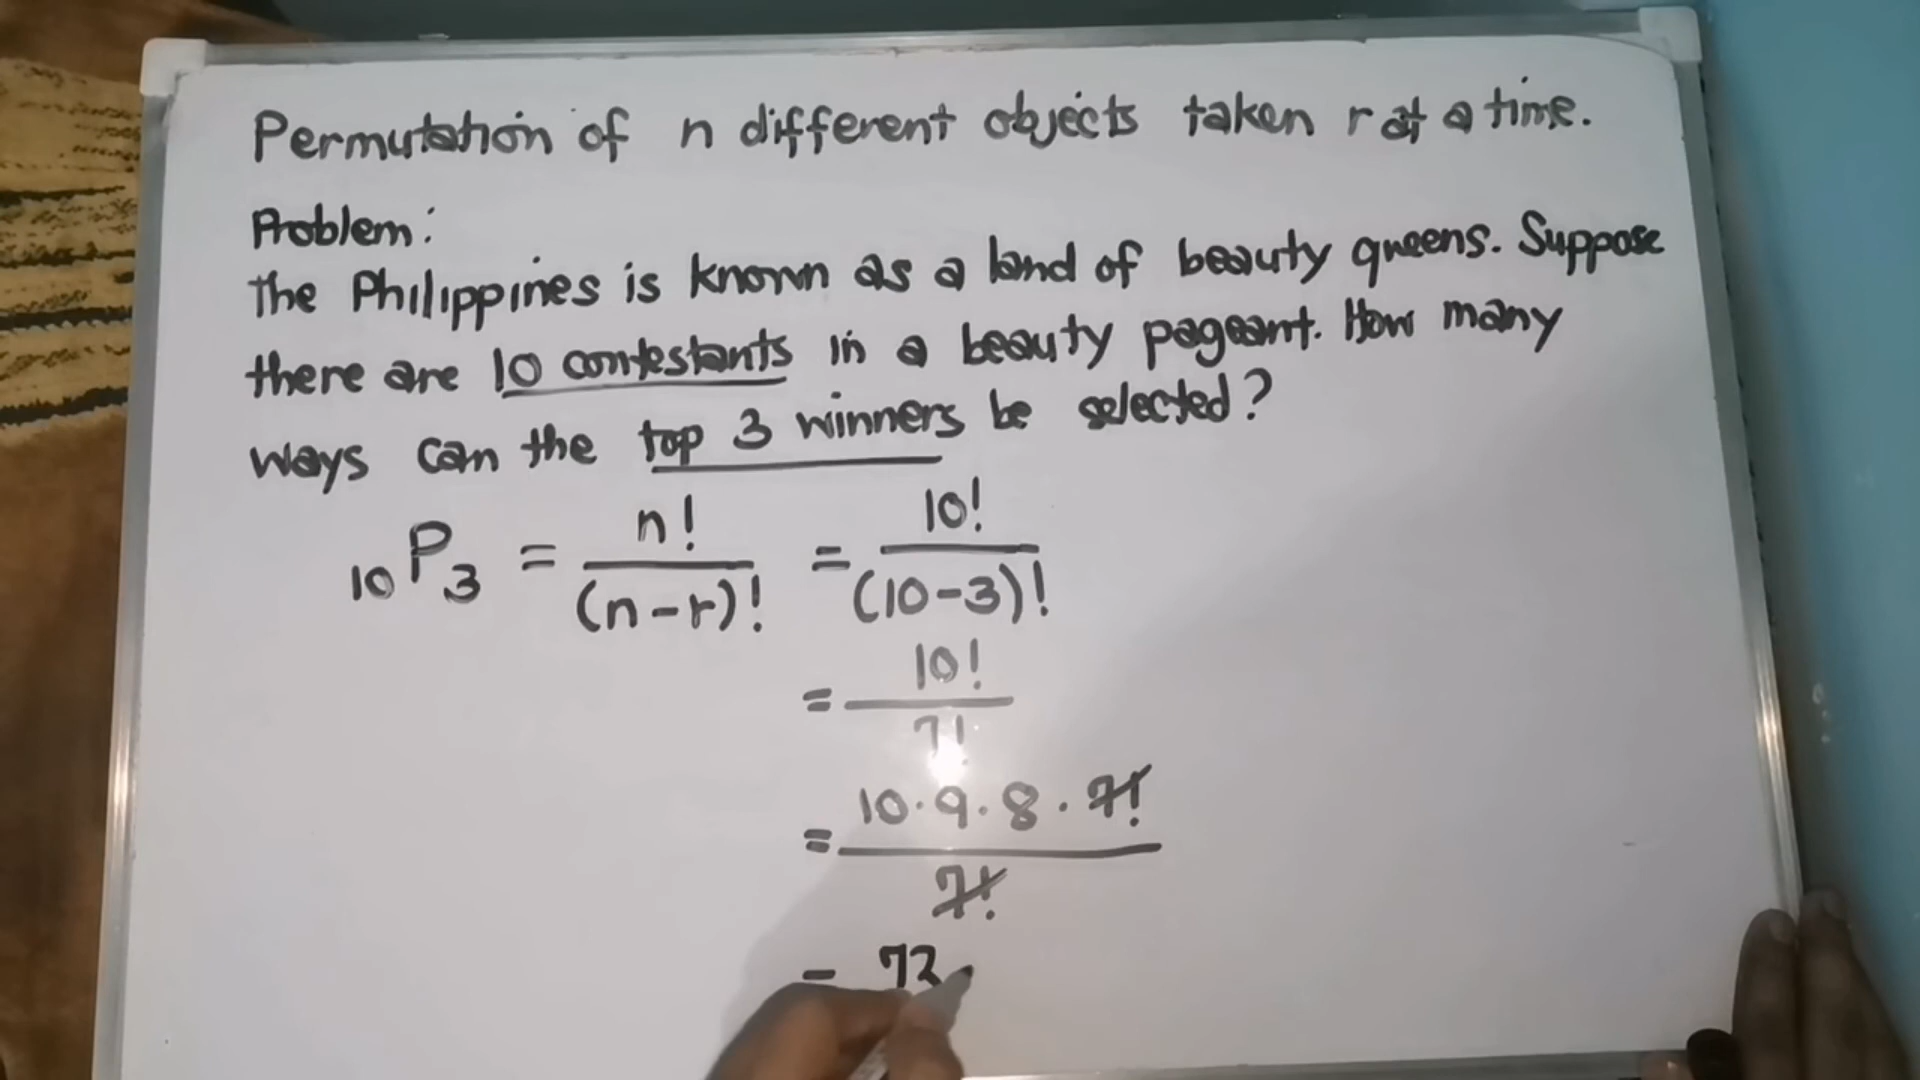 Permutation of n different objects taken r at a time.
Problem:
The Philippines is known as a land of beauty queens. Suppose
there are 10 contestants in a beauty pageant. How many
ways can the top 3 winners be selected?
₁₀P₃ = n!/(n-r)! = 10!/(10-3)!
= 10!/7!
= 10·9·8·7!/7!
= 72